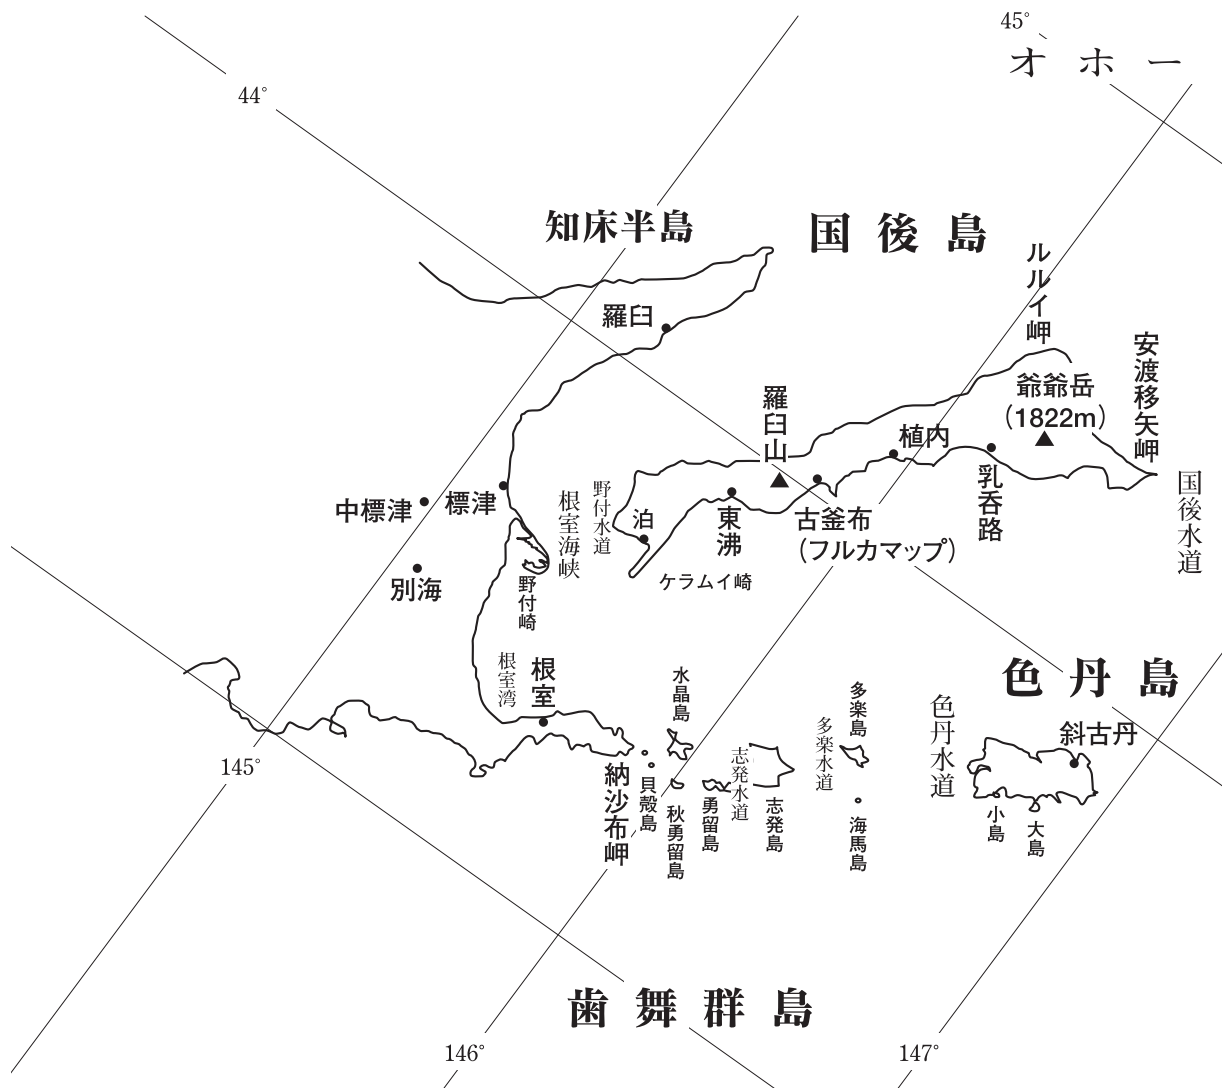 45°
オホー
44°
知床半島
国後島
ルルイ岬
羅臼
安渡移矢岬
爺爺岳
(1822m)
羅臼山
植内
中標津
標津
根室海峡
野付水道
泊
東沸
古釜布
(フルカマップ)
乳呑路
国後水道
別海
野付崎
ケラムイ崎
根室湾
根室
水晶島
多楽島
多楽水道
色丹島
色丹水道
斜古丹
145°
納沙布岬
貝殻島
秋勇留島
勇留島
志発水道
志発島
海馬島
小島
大島
歯舞群島
146°
147°